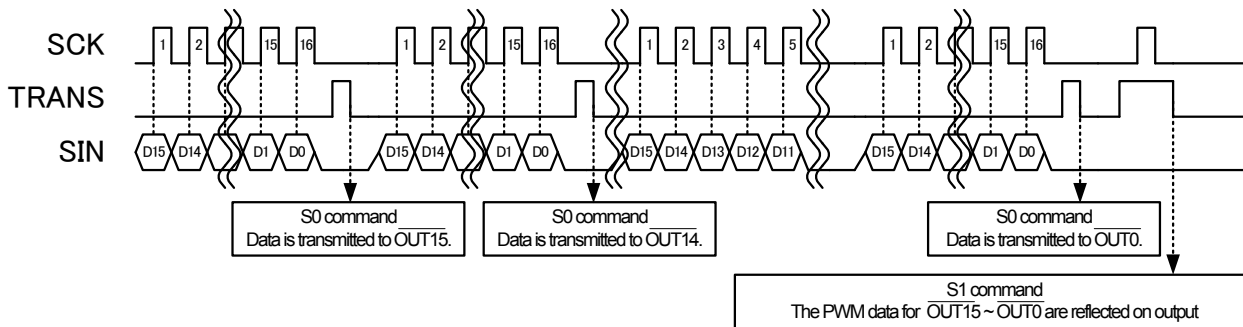 SCK 1 2 15 16 1 2 15 16 1 2 3 4 5 1 2 15 16
TRANS
SIN D15 D14 D1 D0 D15 D14 D1 D0 D15 D14 D13 D12 D11 D15 D14 D1 D0
S0 command
Data is transmitted to OUT15.
S0 command
Data is transmitted to OUT14.
S0 command
Data is transmitted to OUT0.
S1 command
The PWM data for OUT15 ~ OUT0 are reflected on output